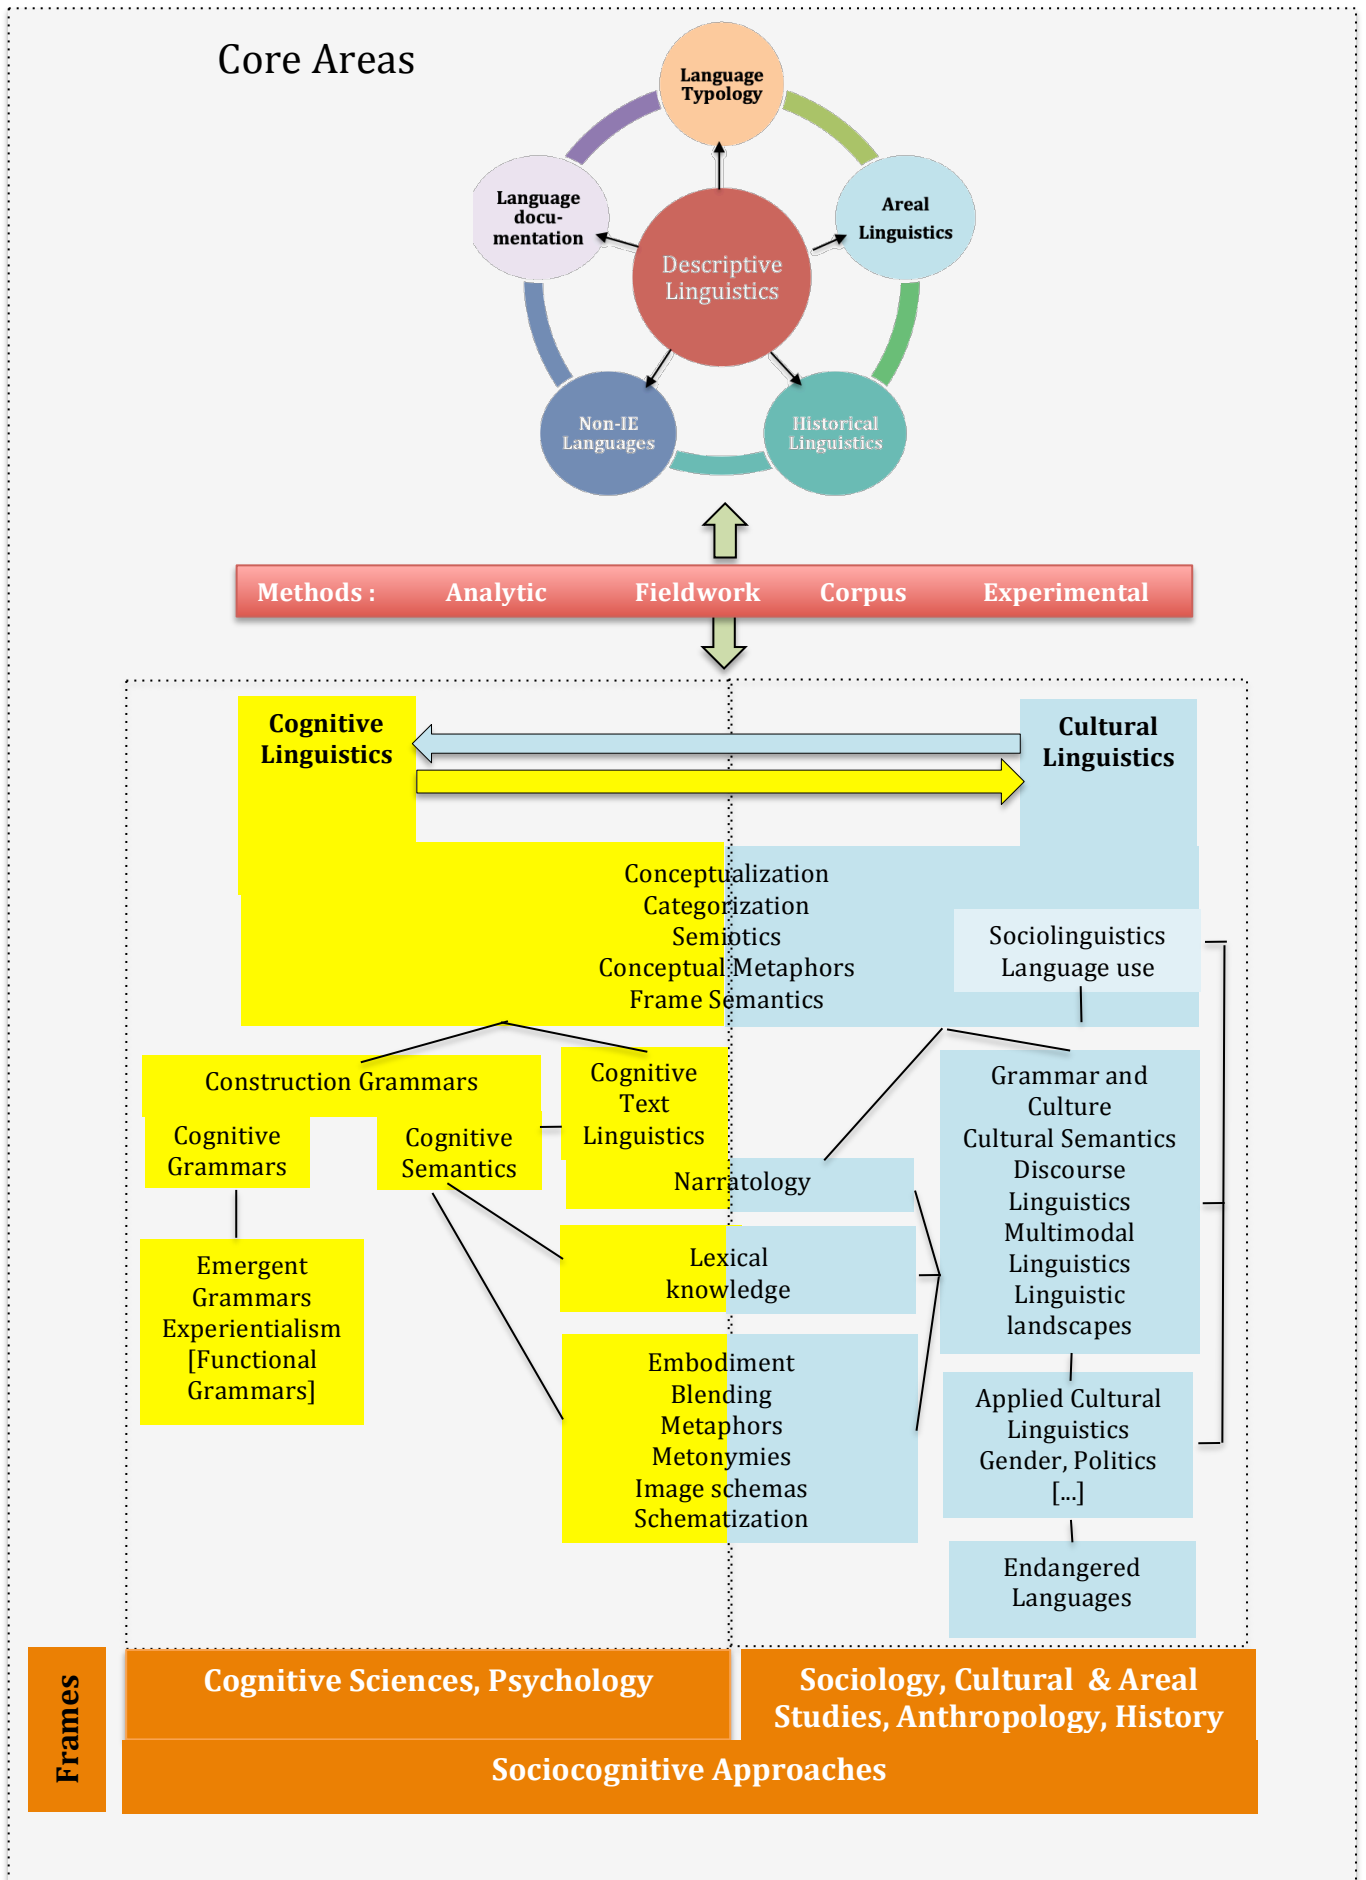 Core Areas
Language
Typology
Language
docu-
mentation
Areal
Linguistics
Descriptive
Linguistics
Non-IE
Languages
Historical
Linguistics
Methods : Analytic Fieldwork Corpus Experimental
Cognitive
Linguistics
Cultural
Linguistics
Conceptualization
Categorization
Semiotics
Conceptual Metaphors
Frame Semantics
Sociolinguistics
Language use
Construction Grammars
Cognitive
Grammars
Cognitive
Semantics
Cognitive
Text
Linguistics
Narratology
Lexical
knowledge
Emergent
Grammars
Experientialism
[Functional
Grammars]
Embodiment
Blending
Metaphors
Metonymies
Image schemas
Schematization
Grammar and
Culture
Cultural Semantics
Discourse
Linguistics
Multimodal
Linguistics
Linguistic
landscapes
Applied Cultural
Linguistics
Gender, Politics
[...]
Endangered
Languages
Frames
Cognitive Sciences, Psychology
Sociology, Cultural & Areal
Studies, Anthropology, History
Sociocognitive Approaches